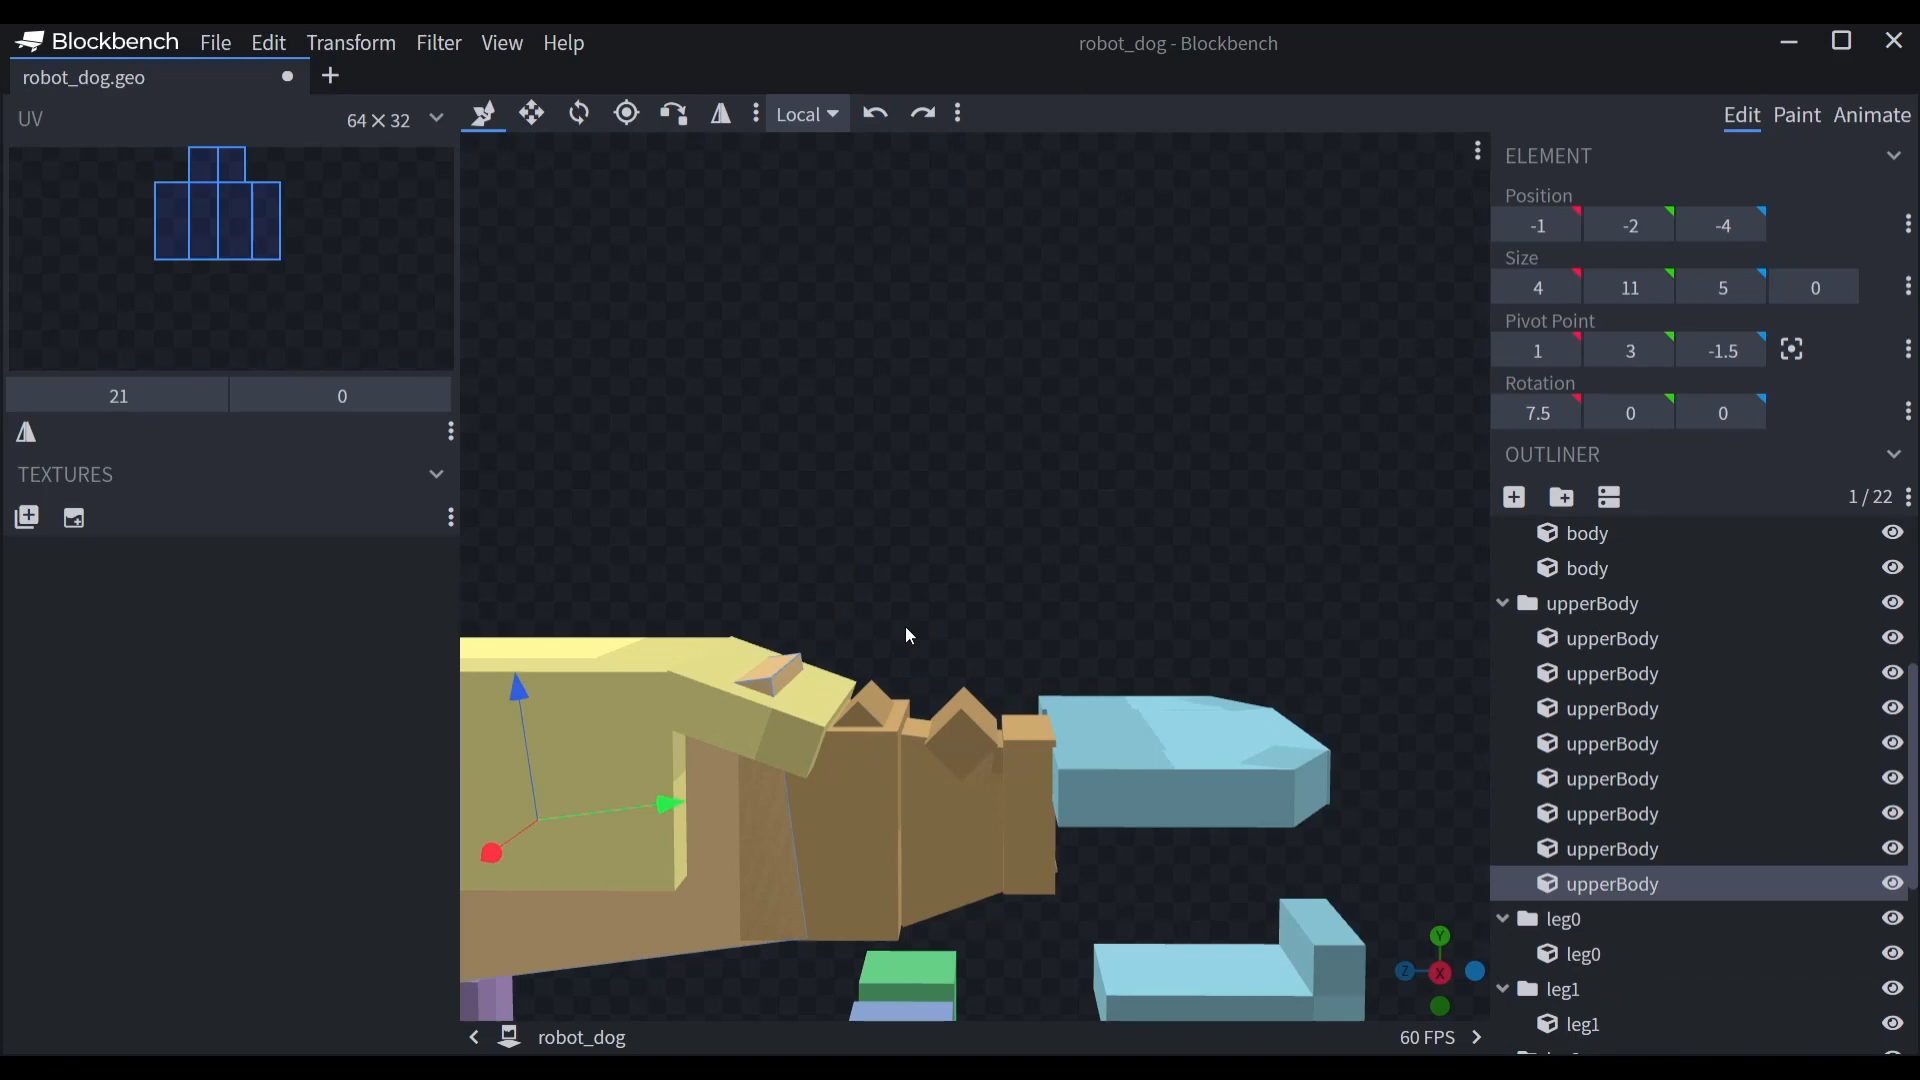 Blockbench File Edit Transform Filter View Help robot_dog - Blockbench
robot_dog.geo
UV 64 × 32
Local
Edit Paint Animate
ELEMENT
Position
-1 -2 -4
Size
4 11 5 0
Pivot Point
1 3 -1.5
Rotation
7.5 0 0
21 0
TEXTURES
OUTLINER
1 / 22
body
body
upperBody
upperBody
upperBody
upperBody
upperBody
upperBody
upperBody
upperBody
upperBody
leg0
leg0
leg1
leg1
Y
Z X
robot_dog 60 FPS